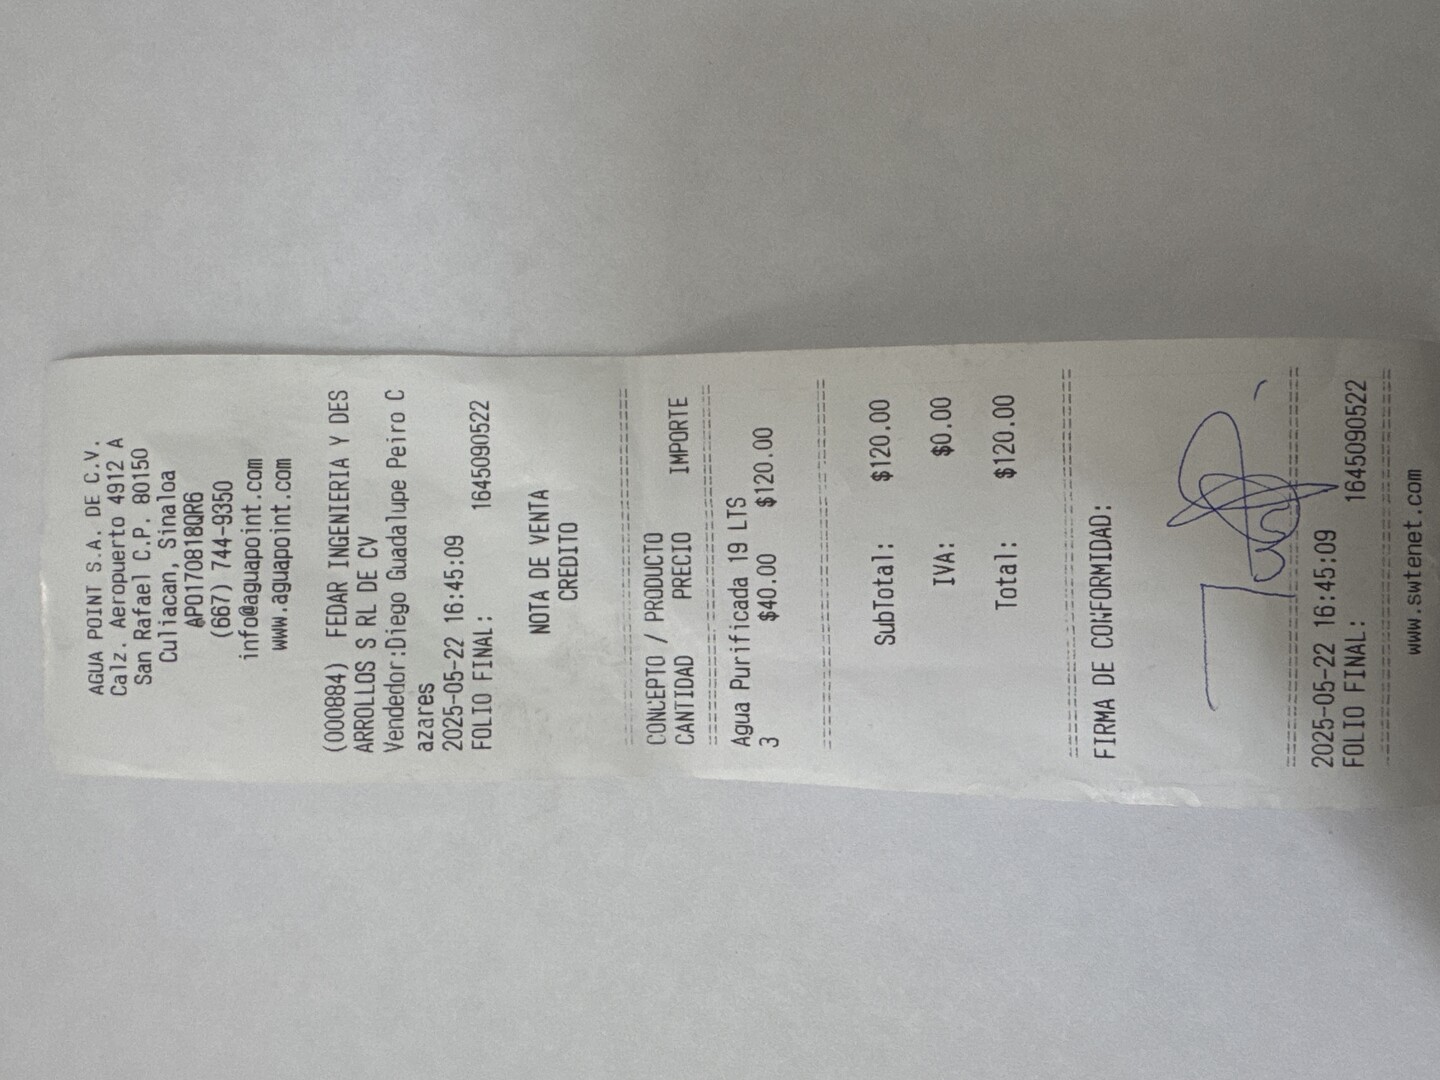 AGUA POINT S.A. DE C.V.
Calz. Aeropuerto 4912 A
San Rafael C.P. 80150
Culiacan, Sinaloa
APO170818QR6
(667) 744-9350
info@aguapoint.com
www.aguapoint.com
(000884) FEDAR INGENIERIA Y DES
ARROLLOS S RL DE CV
Vendedor:Diego Guadalupe Peiro C
azares
2025-05-22 16:45:09
FOLIO FINAL: 1645090522
NOTA DE VENTA
CREDITO
================================
CONCEPTO / PRODUCTO
CANTIDAD PRECIO IMPORTE
================================
Agua Purificada 19 LTS
3 $40.00 $120.00
================================
SubTotal: $120.00
IVA: $0.00
Total: $120.00
================================
FIRMA DE CONFORMIDAD:
================================
2025-05-22 16:45:09
FOLIO FINAL: 1645090522
================================
www.swtenet.com